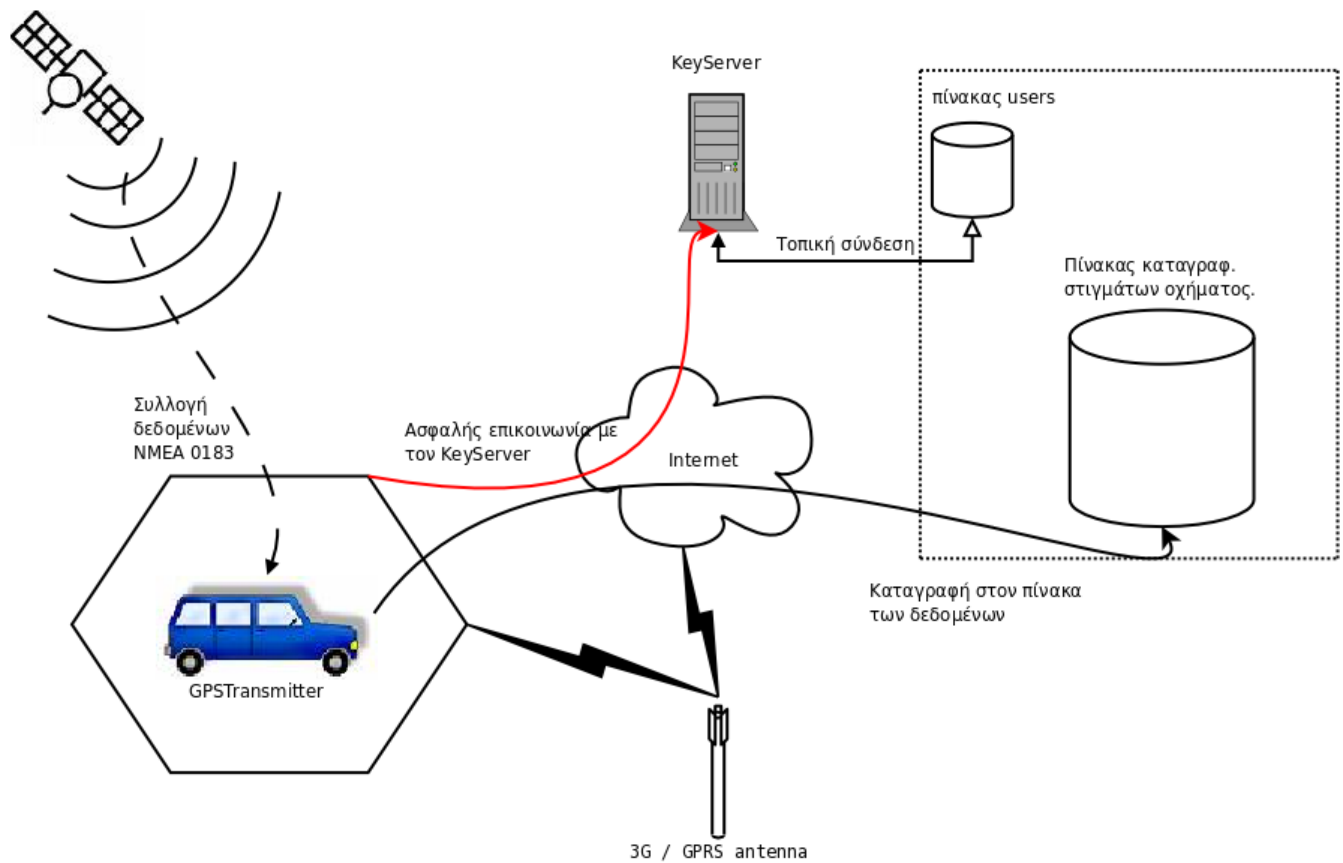 KeyServer
πίνακας users
Τοπική σύνδεση
Πίνακας καταγραφ.
στιγμάτων οχήματος.
Συλλογή
δεδομένων
NMEA 0183
Ασφαλής επικοινωνία με
τον KeyServer
Internet
Καταγραφή στον πίνακα
των δεδομένων
GPSTransmitter
3G / GPRS antenna